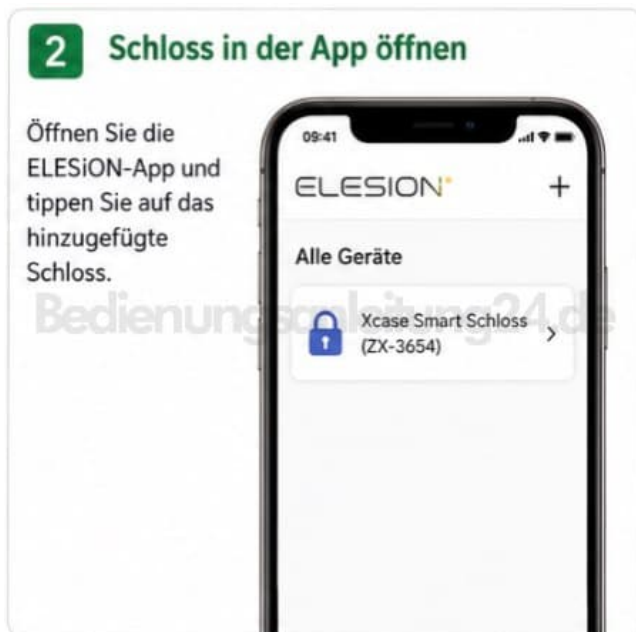 2 Schloss in der App öffnen
Öffnen Sie die
ELESiON-App und
tippen Sie auf das
hinzugefügte
Schloss.
09:41
ELESION
+
Alle Geräte
Xcase Smart Schloss
(ZX-3654)
Bedienungsanleitung24.de